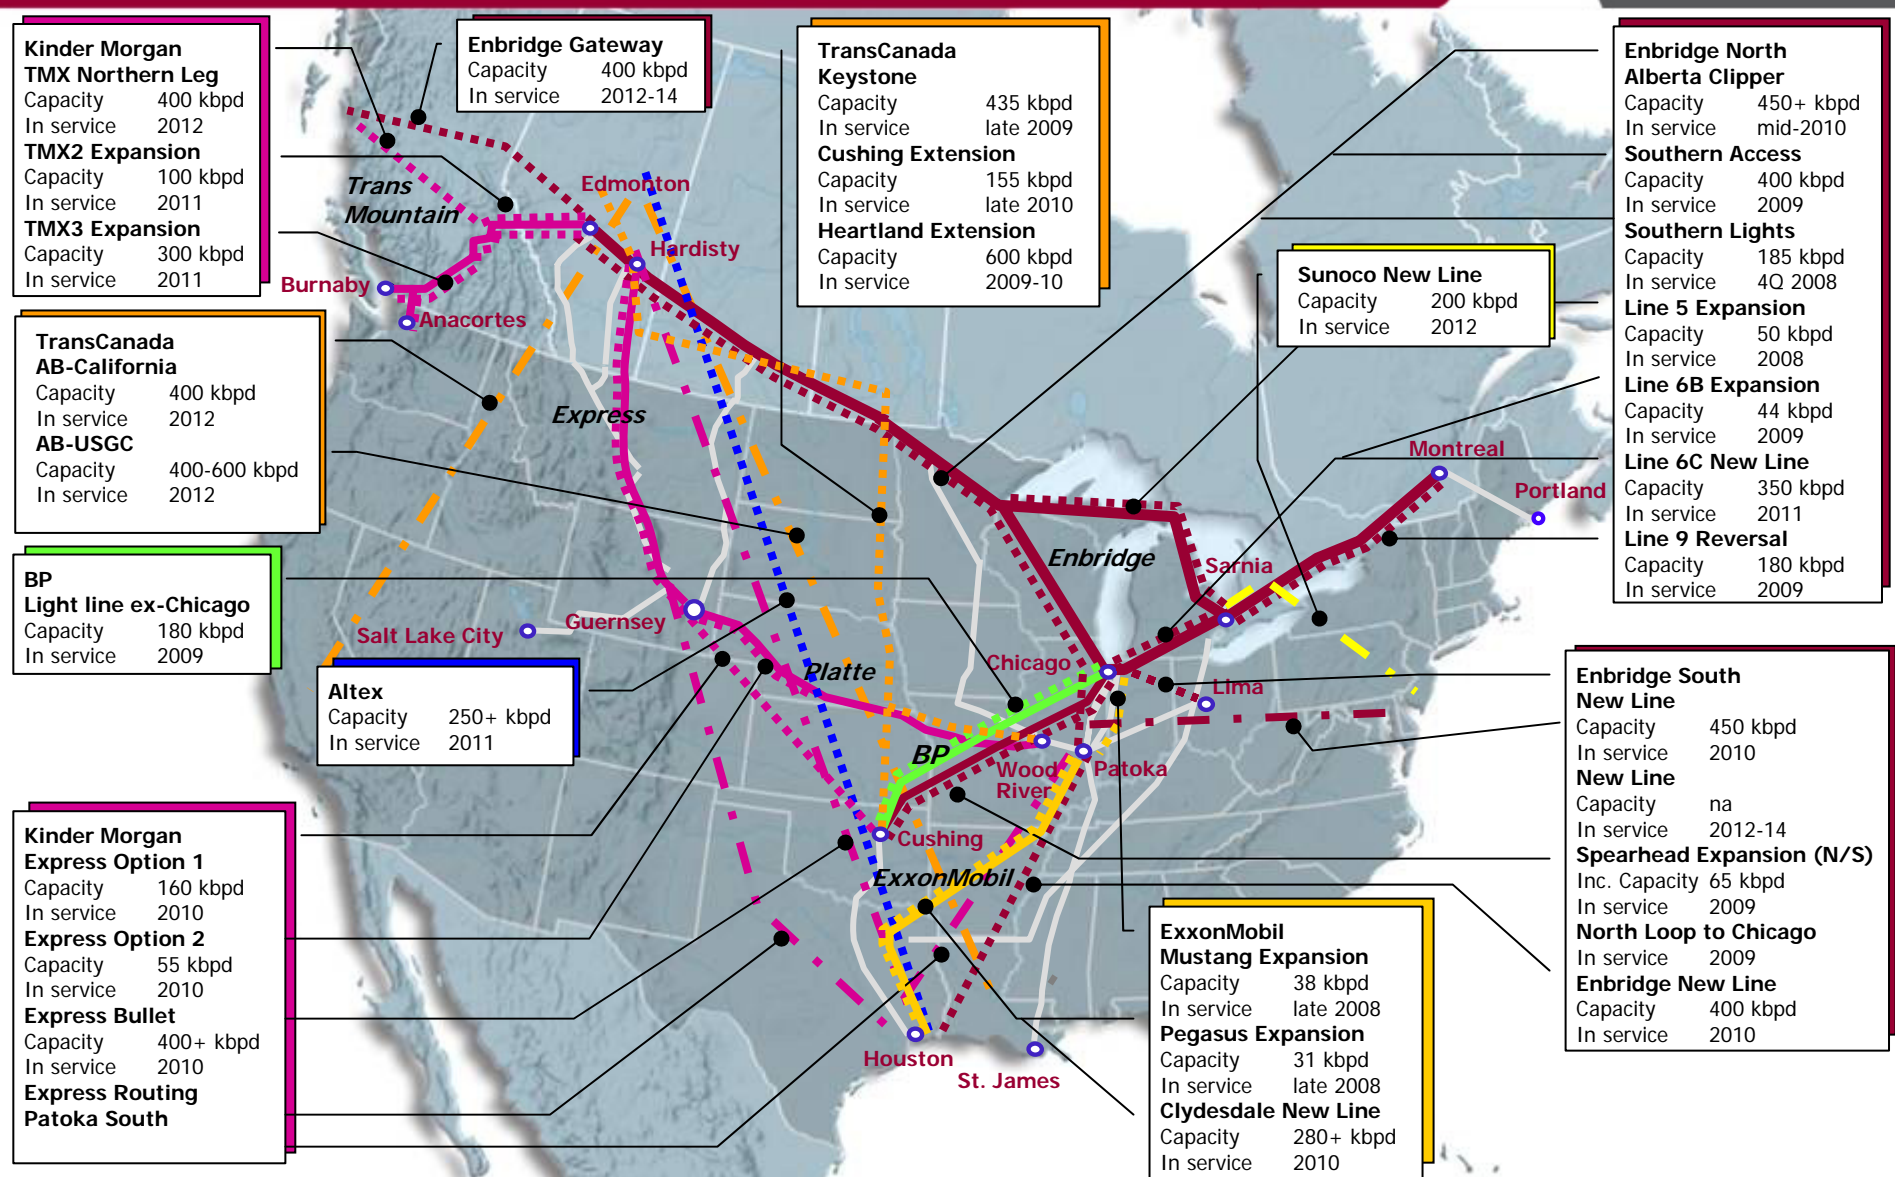 Kinder Morgan
TMX Northern Leg
Capacity 400 kbpd
In service 2012
TMX2 Expansion
Capacity 100 kbpd
In service 2011
TMX3 Expansion
Capacity 300 kbpd
In service 2011
Enbridge Gateway
Capacity 400 kbpd
In service 2012-14
TransCanada
Keystone
Capacity 435 kbpd
In service late 2009
Cushing Extension
Capacity 155 kbpd
In service late 2010
Heartland Extension
Capacity 600 kbpd
In service 2009-10
Enbridge North
Alberta Clipper
Capacity 450+ kbpd
In service mid-2010
Southern Access
Capacity 400 kbpd
In service 2009
Southern Lights
Capacity 185 kbpd
In service 4Q 2008
Line 5 Expansion
Capacity 50 kbpd
In service 2008
Line 6B Expansion
Capacity 44 kbpd
In service 2009
Line 6C New Line
Capacity 350 kbpd
In service 2011
Line 9 Reversal
Capacity 180 kbpd
In service 2009
Sunoco New Line
Capacity 200 kbpd
In service 2012
TransCanada
AB-California
Capacity 400 kbpd
In service 2012
AB-USGC
Capacity 400-600 kbpd
In service 2012
BP
Light line ex-Chicago
Capacity 180 kbpd
In service 2009
Altex
Capacity 250+ kbpd
In service 2011
Kinder Morgan
Express Option 1
Capacity 160 kbpd
In service 2010
Express Option 2
Capacity 55 kbpd
In service 2010
Express Bullet
Capacity 400+ kbpd
In service 2010
Express Routing
Patoka South
Enbridge South
New Line
Capacity 450 kbpd
In service 2010
New Line
Capacity na
In service 2012-14
Spearhead Expansion (N/S)
Inc. Capacity 65 kbpd
In service 2009
North Loop to Chicago
In service 2009
Enbridge New Line
Capacity 400 kbpd
In service 2010
ExxonMobil
Mustang Expansion
Capacity 38 kbpd
In service late 2008
Pegasus Expansion
Capacity 31 kbpd
In service late 2008
Clydesdale New Line
Capacity 280+ kbpd
In service 2010
Trans
Mountain
Edmonton
Hardisty
Burnaby
Anacortes
Express
Montreal
Portland
Enbridge
Sarnia
Guernsey
Salt Lake City
Platte
Chicago
Lima
BP
Wood
River
Patoka
Cushing
ExxonMobil
Houston
St. James